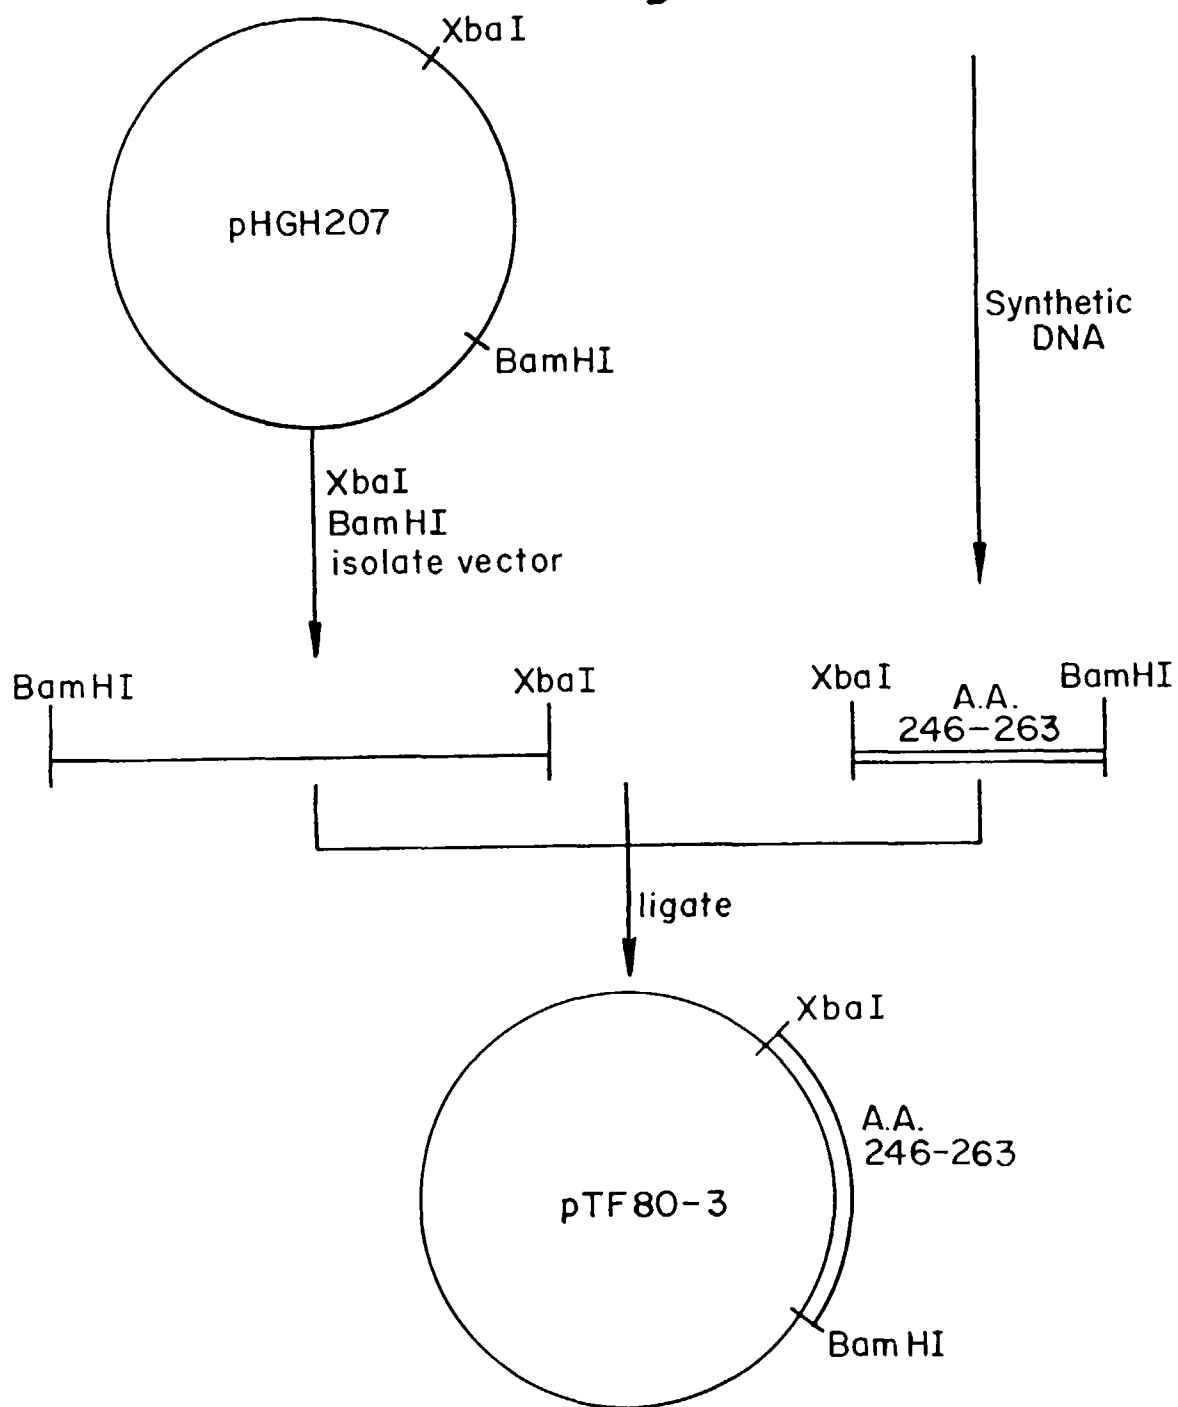 XbaI
pHGH207
BamHI
Synthetic
DNA
XbaI
BamHI
isolate vector
BamHI
XbaI
XbaI
A.A.
246-263
BamHI
ligate
XbaI
A.A.
246-263
pTF80-3
BamHI